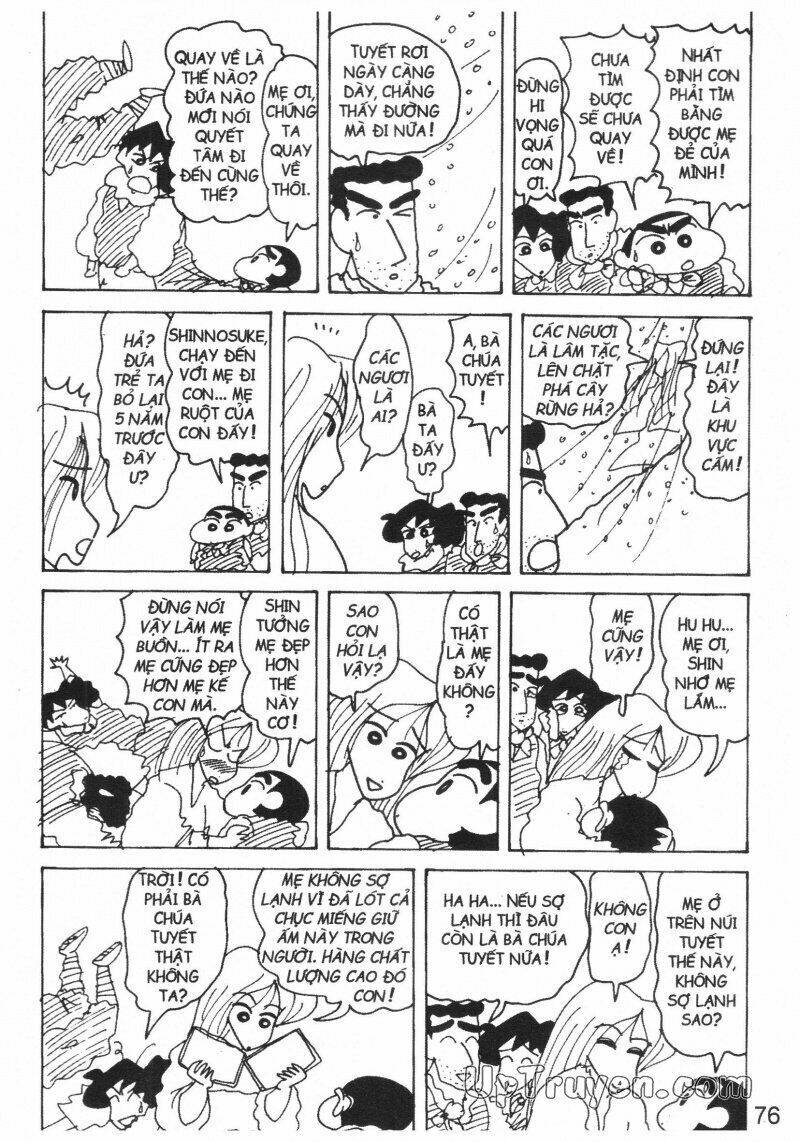 NHẤT
ĐỊNH CON
PHẢI TÌM
BẰNG
ĐƯỢC MẸ
ĐẺ CỦA
MÌNH!
CHƯA
TÌM
ĐƯỢC
SẼ CHƯA
QUAY
VỀ!
ĐỪNG
HI
VỌNG
QUÁ
CON
ƠI.
TUYẾT RƠI
NGÀY CÀNG
DÀY, CHẲNG
THẤY ĐƯỜNG
MÀ ĐI NỮA!
MẸ ƠI,
CHÚNG
TA
QUAY
VỀ
THÔI.
QUAY VỀ LÀ
THẾ NÀO?
ĐỨA NÀO
MỚI NÓI
QUYẾT
TÂM ĐI
ĐẾN CÙNG
THẾ?
ĐỨNG
LẠI!
ĐÂY
LÀ
KHU
VỰC
CẤM!
CÁC NGƯƠI
LÀ LÂM TẶC,
LÊN CHẶT
PHÁ CÂY
RỪNG HẢ?
A, BÀ
CHÚA
TUYẾT!
BÀ
TA
ĐẤY
Ư?
CÁC
NGƯƠI
LÀ
AI?
SHINNOSUKE,
CHẠY ĐẾN
VỚI MẸ ĐI
CON... MẸ
RUỘT CỦA
CON ĐẤY!
HẢ?
ĐỨA
TRẺ TA
BỎ LẠI
5 NĂM
TRƯỚC
ĐÂY
Ư?
HU HU...
MẸ ƠI,
SHIN
NHỚ MẸ
LẮM...
MẸ
CŨNG
VẬY!
CÓ
THẬT
LÀ MẸ
ĐẤY
KHÔNG?
SAO
CON
HỎI LẠ
VẬY?
SHIN
TƯỞNG
MẸ ĐẸP
HƠN
THẾ
NÀY
CƠ!
ĐỪNG NÓI
VẬY LÀM MẸ
BUỒN... ÍT RA
MẸ CŨNG ĐẸP
HƠN MẸ KẾ
CON MÀ.
MẸ Ở
TRÊN NÚI
TUYẾT
THẾ NÀY,
KHÔNG
SỢ LẠNH
SAO?
KHÔNG
CON
Ạ!
HA HA... NẾU SỢ
LẠNH THÌ ĐÂU
CÒN LÀ BÀ CHÚA
TUYẾT NỮA!
MẸ KHÔNG SỢ
LẠNH VÌ ĐÃ LÓT CẢ
CHỤC MIẾNG GIỮ
ẤM NÀY TRONG
NGƯỜI. HÀNG CHẤT
LƯỢNG CAO ĐÓ
CON!
TRỜI! CÓ
PHẢI BÀ
CHÚA
TUYẾT
THẬT
KHÔNG
TA?
UpTruyen.com
76